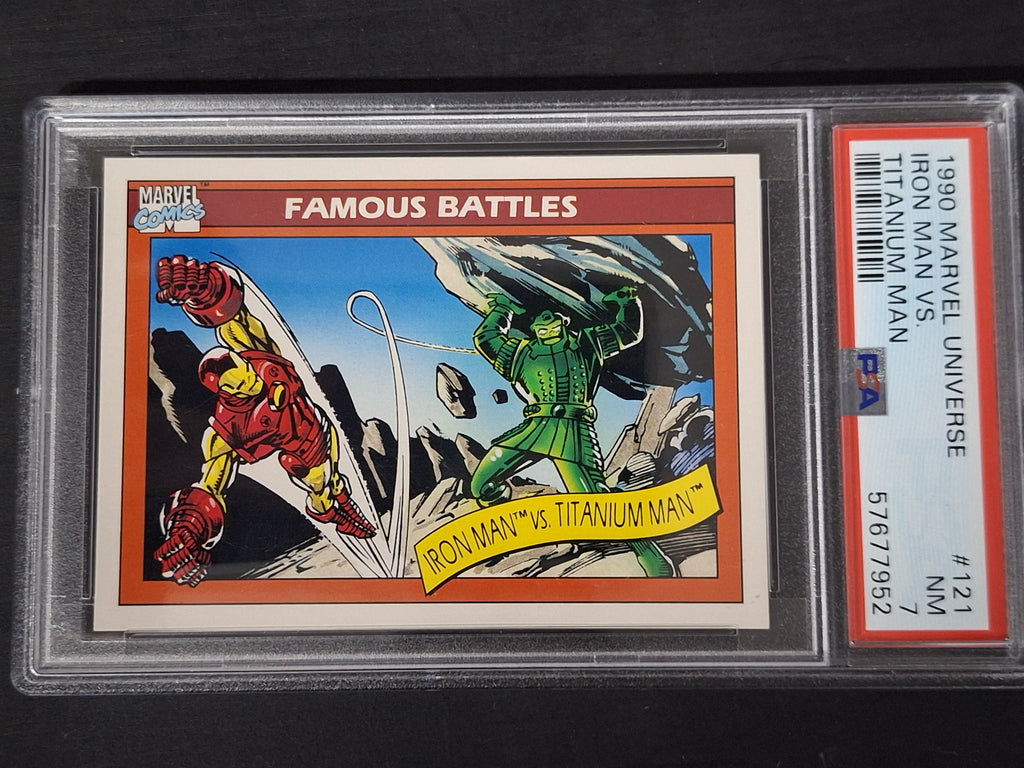 MARVEL™
COMICS
FAMOUS BATTLES
IRON MAN™ VS. TITANIUM MAN™
1990 MARVEL UNIVERSE
IRON MAN VS.
TITANIUM MAN
#121
NM
7
PSA
57677952